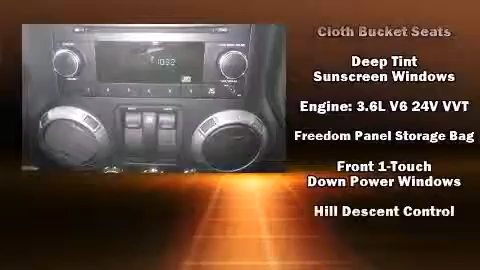 Cloth Bucket Seats
Deep Tint
Sunscreen Windows
Engine: 3.6L V6 24V VVT
Freedom Panel Storage Bag
Front 1-Touch
Down Power Windows
Hill Descent Control